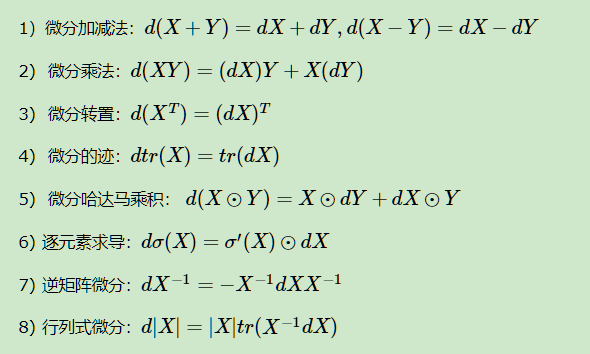 1）微分加减法：d(X + Y) = dX + dY, d(X − Y) = dX − dY
2）微分乘法：d(XY) = (dX)Y + X(dY)
3）微分转置：d(X^T) = (dX)^T
4）微分的迹：dtr(X) = tr(dX)
5）微分哈达马乘积： d(X ⊙ Y) = X ⊙ dY + dX ⊙ Y
6) 逐元素求导：dσ(X) = σ′(X) ⊙ dX
7) 逆矩阵微分：dX^{−1} = −X^{−1}dXX^{−1}
8) 行列式微分：d|X| = |X|tr(X^{−1}dX)